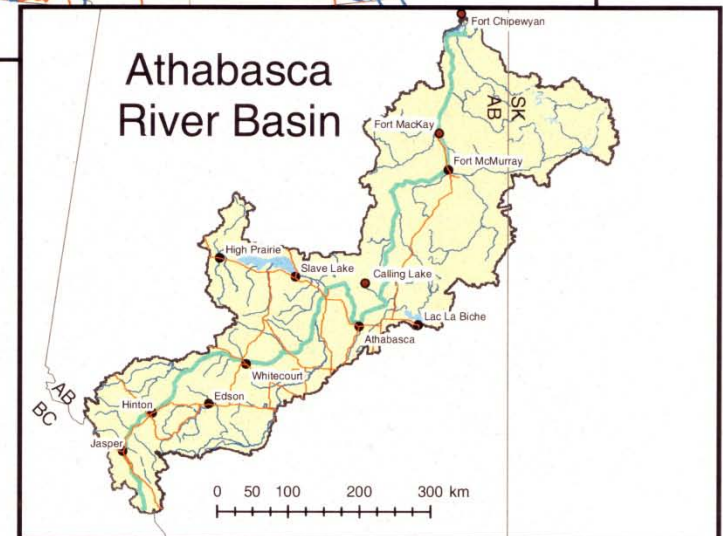 Athabasca
River Basin
Fort Chipewyan
SK
AB
Fort MacKay
Fort McMurray
High Prairie
Slave Lake
Calling Lake
Lac La Biche
Athabasca
Whitecourt
Edson
Hinton
Jasper
AB
BC
0 50 100 200 300 km